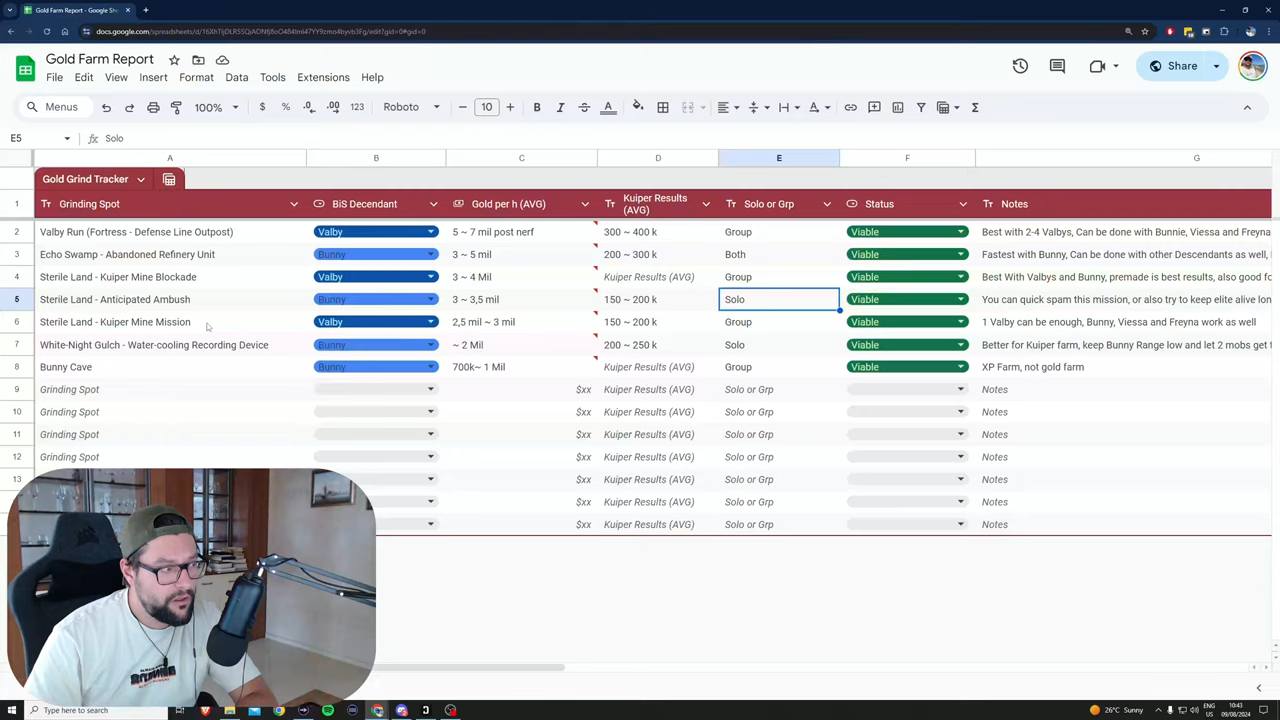 Gold Farm Report - Google She
docs.google.com/spreadsheets/d/
Gold Farm Report
File Edit View Insert Format Data Tools Extensions Help
Share
Menus 100% $ % .0 .00 123 Roboto 10
E5 Solo
A B C D E F G
Gold Grind Tracker
1 Grinding Spot BiS Decendant Gold per h (AVG) Kuiper Results (AVG) Solo or Grp Status Notes
2 Valby Run (Fortress - Defense Line Outpost) Valby 5 ~ 7 mil post nerf 300 ~ 400 k Group Viable Best with 2-4 Valbys, Can be done with Bunnie, Viessa and Freyna
3 Echo Swamp - Abandoned Refinery Unit Bunny 3 ~ 5 mil 200 ~ 300 k Both Viable Fastest with Bunny, Can be done with other Descendants as well,
4 Sterile Land - Kuiper Mine Blockade Valby 3 ~ 4 Mil Kuiper Results (AVG) Group Viable Best With Valbys and Bunny, premade is best results, also good fo
5 Sterile Land - Anticipated Ambush Bunny 3 ~ 3,5 mil 150 ~ 200 k Solo Viable You can quick spam this mission, or also try to keep elite alive lon
6 Sterile Land - Kuiper Mine Mission Valby 2,5 mil ~ 3 mil 150 ~ 200 k Group Viable 1 Valby can be enough, Bunny, Viessa and Freyna work as well
7 White-Night Gulch - Water-cooling Recording Device Bunny ~ 2 Mil 200 ~ 250 k Solo Viable Better for Kuiper farm, keep Bunny Range low and let 2 mobs get
8 Bunny Cave Bunny 700k~ 1 Mil Kuiper Results (AVG) Group Viable XP Farm, not gold farm
9 Grinding Spot $xx Kuiper Results (AVG) Solo or Grp Notes
10 Grinding Spot $xx Kuiper Results (AVG) Solo or Grp Notes
11 Grinding Spot $xx Kuiper Results (AVG) Solo or Grp Notes
12 Grinding Spot $xx Kuiper Results (AVG) Solo or Grp Notes
13 $xx Kuiper Results (AVG) Solo or Grp Notes
$xx Kuiper Results (AVG) Solo or Grp Notes
$xx Kuiper Results (AVG) Solo or Grp Notes
Type here to search
26°C Sunny
ENG
US
10:43
09/08/2024